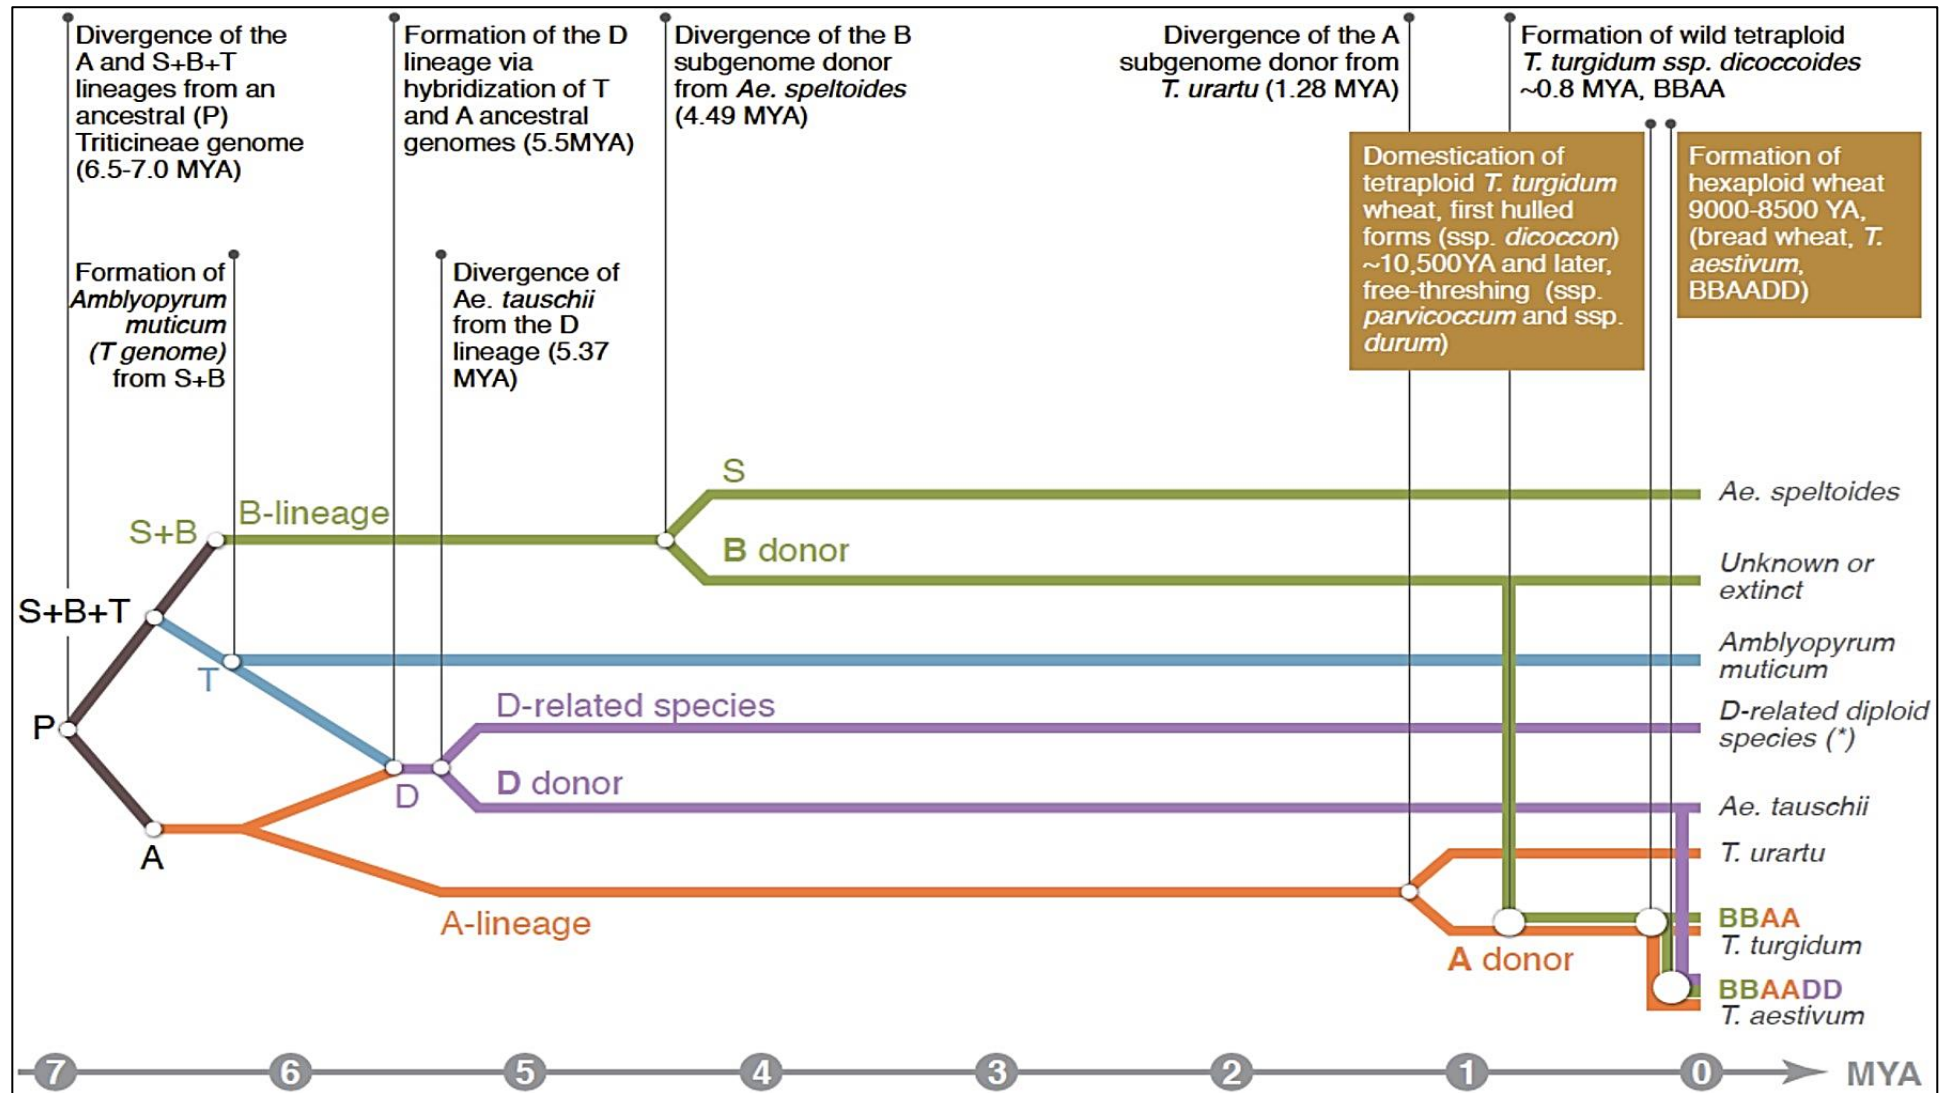 Divergence of the
A and S+B+T
lineages from an
ancestral (P)
Triticineae genome
(6.5-7.0 MYA)
Formation of the D
lineage via
hybridization of T
and A ancestral
genomes (5.5MYA)
Divergence of the B
subgenome donor
from Ae. speltoides
(4.49 MYA)
Divergence of the A
subgenome donor from
T. urartu (1.28 MYA)
Formation of wild tetraploid
T. turgidum ssp. dicoccoides
~0.8 MYA, BBAA
Domestication of
tetraploid T. turgidum
wheat, first hulled
forms (ssp. dicoccon)
~10,500YA and later,
free-threshing (ssp.
parvicoccum and ssp.
durum)
Formation of
hexaploid wheat
9000-8500 YA,
(bread wheat, T.
aestivum,
BBAADD)
Formation of
Amblyopyrum
muticum
(T genome)
from S+B
Divergence of
Ae. tauschii
from the D
lineage (5.37
MYA)
S
Ae. speltoides
B-lineage
S+B
B donor
Unknown or
extinct
S+B+T
T
Amblyopyrum
muticum
P
D-related species
D-related diploid
species (*)
D
D donor
Ae. tauschii
A
T. urartu
A-lineage
A donor
BBAA
T. turgidum
BBAADD
T. aestivum
7 6 5 4 3 2 1 0 MYA